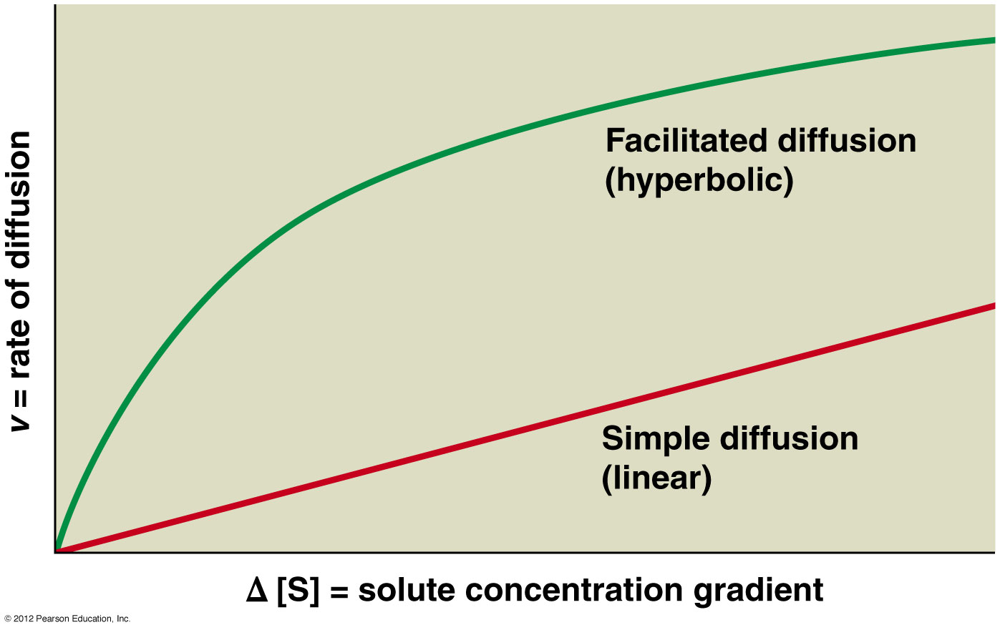 v = rate of diffusion
Facilitated diffusion
(hyperbolic)
Simple diffusion
(linear)
Δ [S] = solute concentration gradient
© 2012 Pearson Education, Inc.